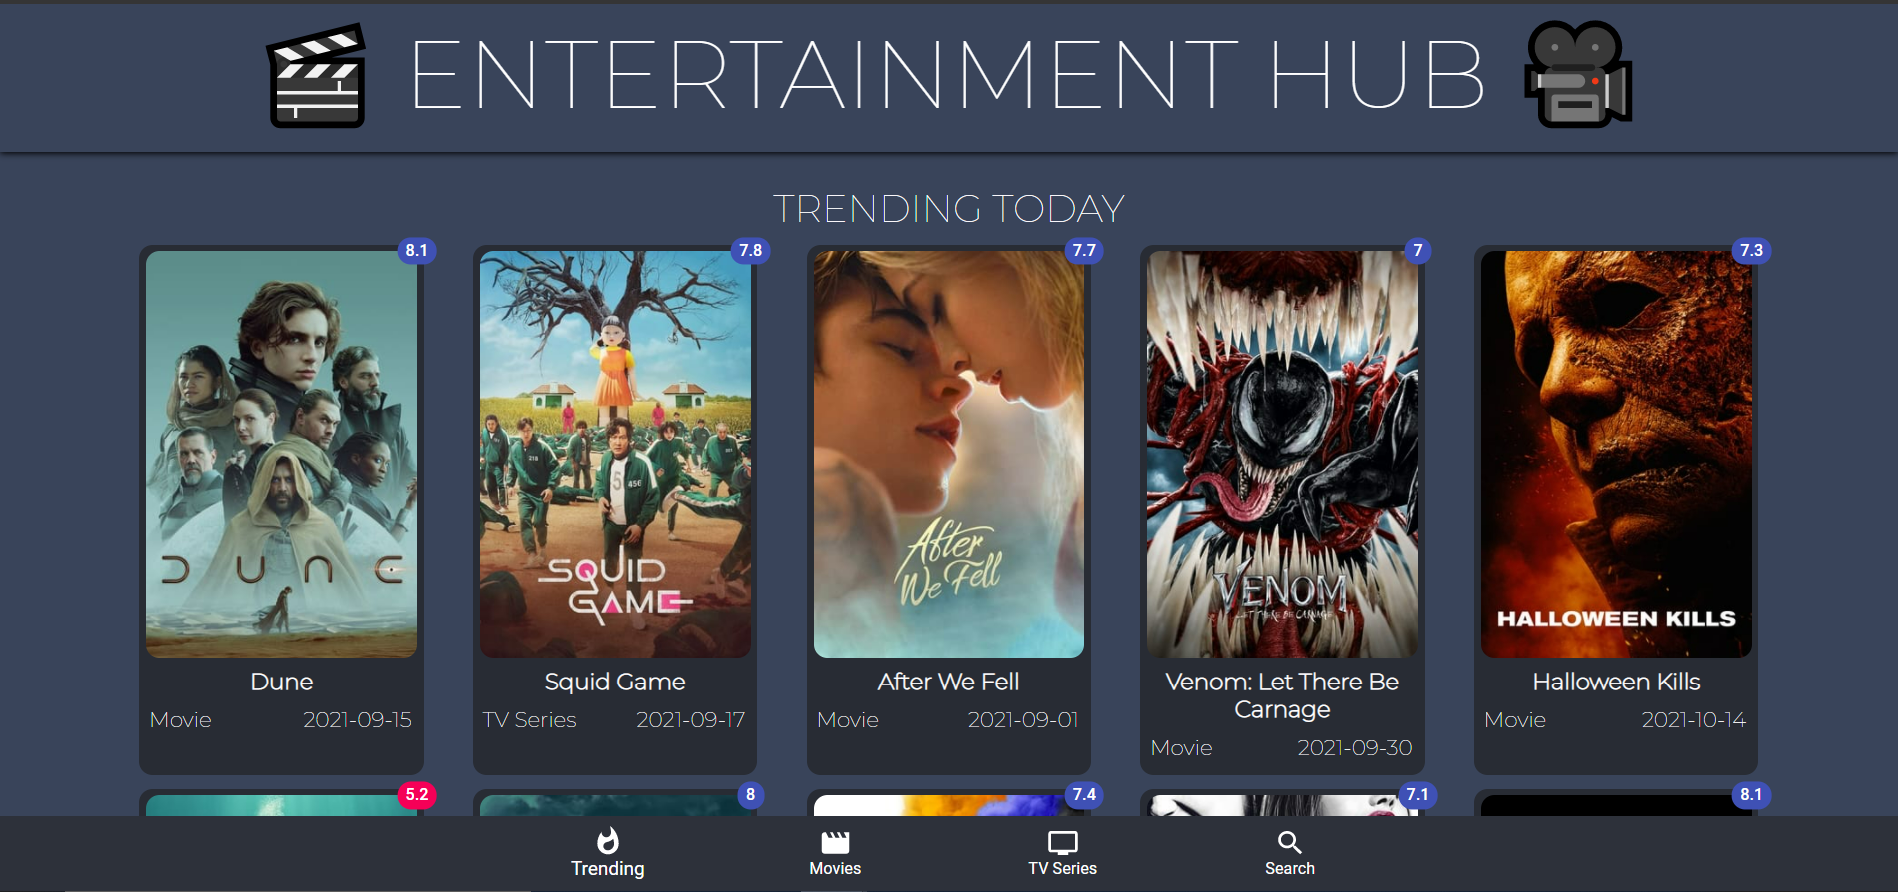 ENTERTAINMENT HUB
TRENDING TODAY
8.1
7.8
7.7
7
7.3
218
5
456
DUNE
SQUID
GAME
After
We Fell
VENOM
LET THERE BE CARNAGE
HALLOWEEN KILLS
Dune
Squid Game
After We Fell
Venom: Let There Be
Carnage
Halloween Kills
Movie 2021-09-15
TV Series 2021-09-17
Movie 2021-09-01
Movie 2021-09-30
Movie 2021-10-14
5.2
8
7.4
7.1
8.1
Trending
Movies
TV Series
Search